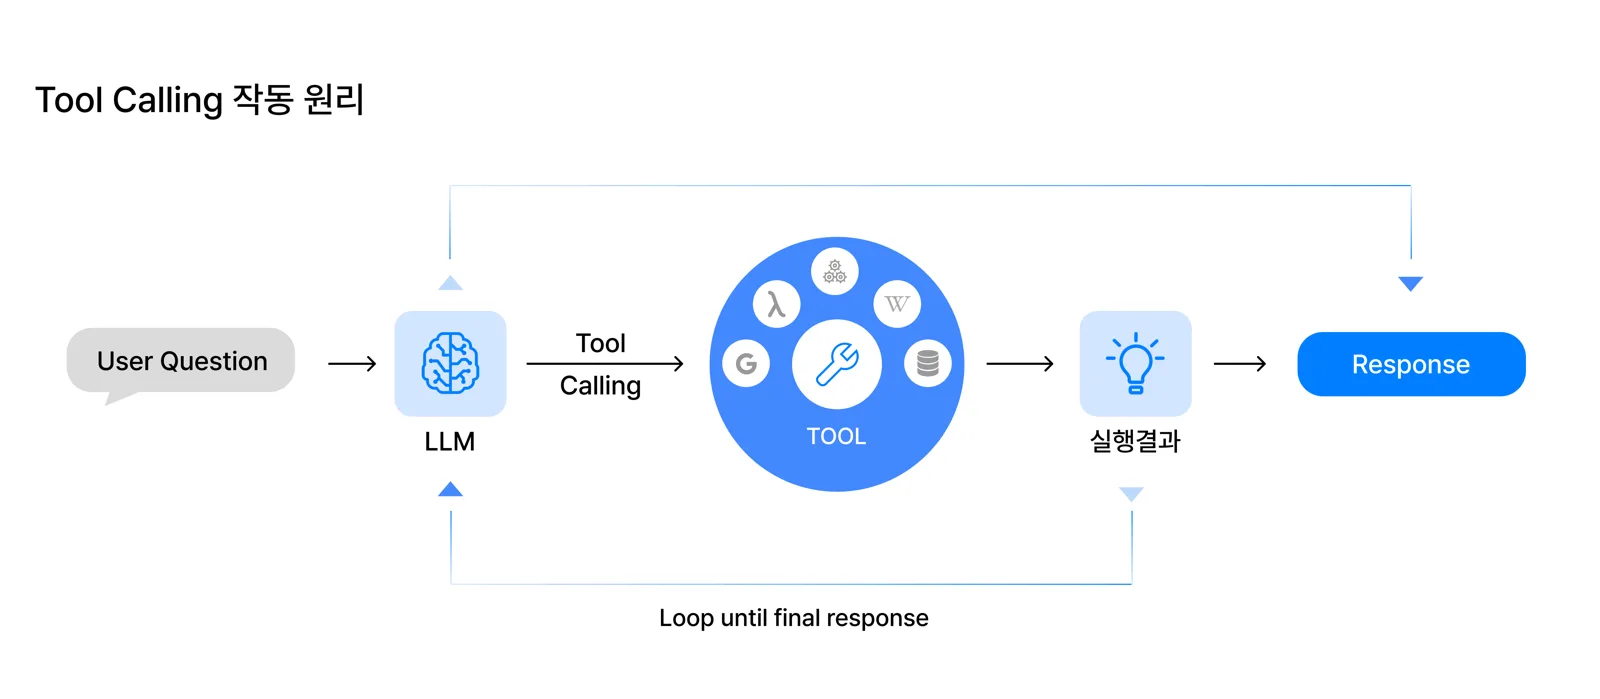 Tool Calling 작동 원리
User Question
LLM
Tool
Calling
G
λ
W
TOOL
실행결과
Response
Loop until final response